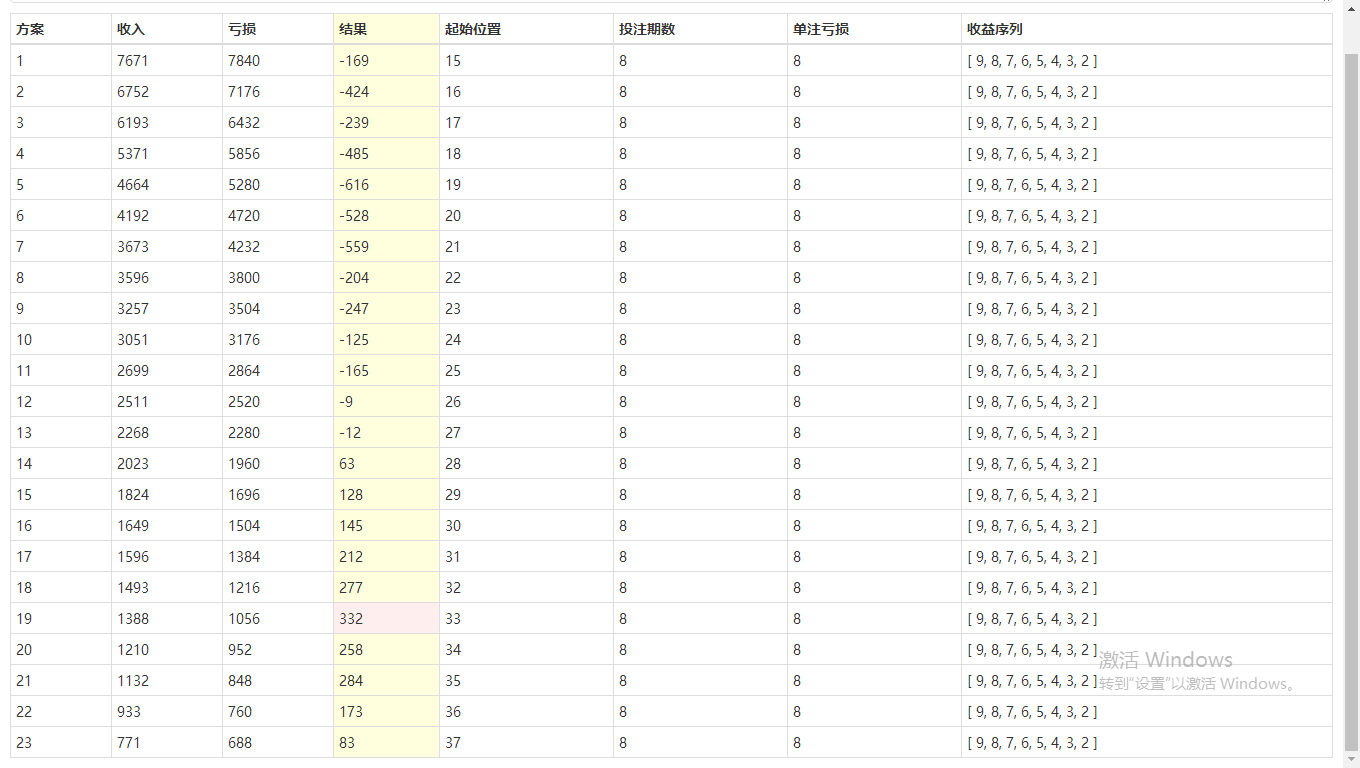 方案 收入 亏损 结果 起始位置 投注期数 单注亏损 收益序列
1 7671 7840 -169 15 8 8 [ 9, 8, 7, 6, 5, 4, 3, 2 ]
2 6752 7176 -424 16 8 8 [ 9, 8, 7, 6, 5, 4, 3, 2 ]
3 6193 6432 -239 17 8 8 [ 9, 8, 7, 6, 5, 4, 3, 2 ]
4 5371 5856 -485 18 8 8 [ 9, 8, 7, 6, 5, 4, 3, 2 ]
5 4664 5280 -616 19 8 8 [ 9, 8, 7, 6, 5, 4, 3, 2 ]
6 4192 4720 -528 20 8 8 [ 9, 8, 7, 6, 5, 4, 3, 2 ]
7 3673 4232 -559 21 8 8 [ 9, 8, 7, 6, 5, 4, 3, 2 ]
8 3596 3800 -204 22 8 8 [ 9, 8, 7, 6, 5, 4, 3, 2 ]
9 3257 3504 -247 23 8 8 [ 9, 8, 7, 6, 5, 4, 3, 2 ]
10 3051 3176 -125 24 8 8 [ 9, 8, 7, 6, 5, 4, 3, 2 ]
11 2699 2864 -165 25 8 8 [ 9, 8, 7, 6, 5, 4, 3, 2 ]
12 2511 2520 -9 26 8 8 [ 9, 8, 7, 6, 5, 4, 3, 2 ]
13 2268 2280 -12 27 8 8 [ 9, 8, 7, 6, 5, 4, 3, 2 ]
14 2023 1960 63 28 8 8 [ 9, 8, 7, 6, 5, 4, 3, 2 ]
15 1824 1696 128 29 8 8 [ 9, 8, 7, 6, 5, 4, 3, 2 ]
16 1649 1504 145 30 8 8 [ 9, 8, 7, 6, 5, 4, 3, 2 ]
17 1596 1384 212 31 8 8 [ 9, 8, 7, 6, 5, 4, 3, 2 ]
18 1493 1216 277 32 8 8 [ 9, 8, 7, 6, 5, 4, 3, 2 ]
19 1388 1056 332 33 8 8 [ 9, 8, 7, 6, 5, 4, 3, 2 ]
20 1210 952 258 34 8 8 [ 9, 8, 7, 6, 5, 4, 3, 2 ]
激活 Windows
21 1132 848 284 35 8 8 [ 9, 8, 7, 6, 5, 4, 3, 2 ]
转到“设置”以激活 Windows。
22 933 760 173 36 8 8 [ 9, 8, 7, 6, 5, 4, 3, 2 ]
23 771 688 83 37 8 8 [ 9, 8, 7, 6, 5, 4, 3, 2 ]